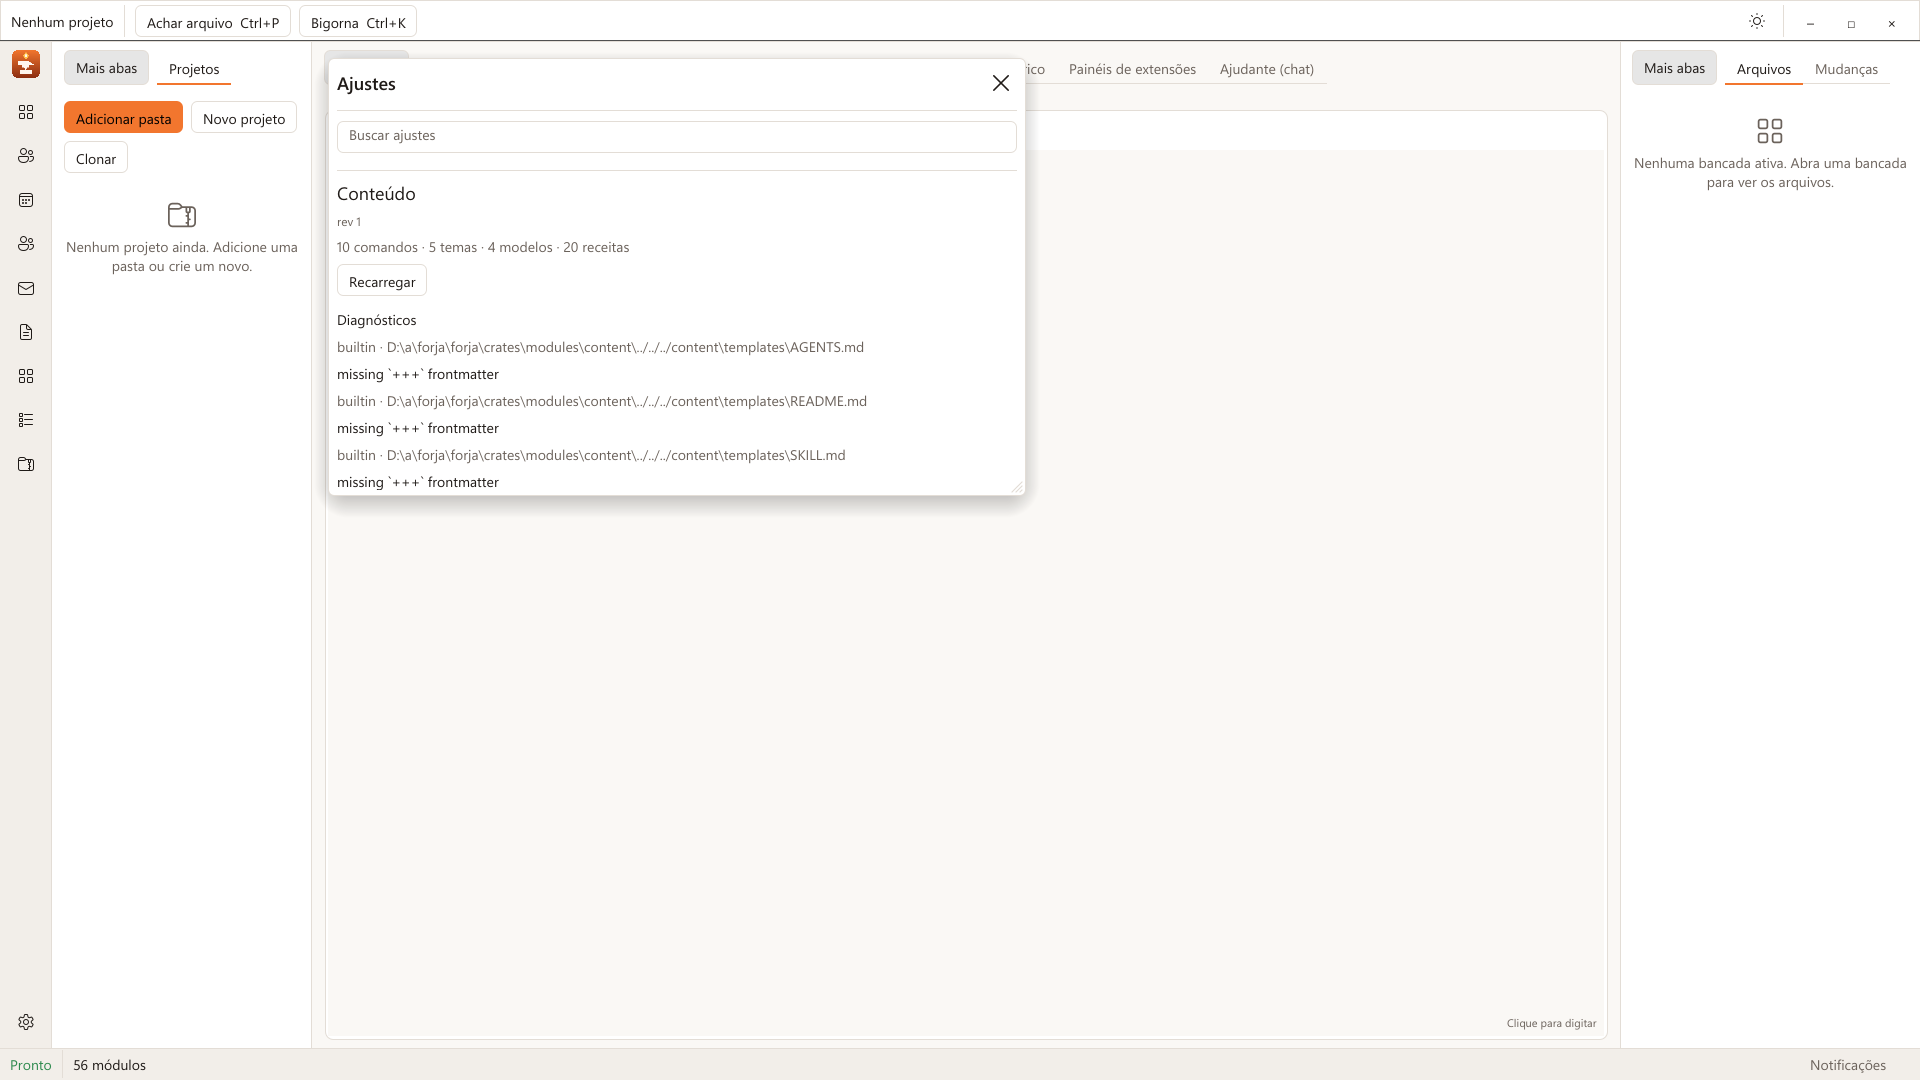 Nenhum projeto
Achar arquivo Ctrl+P
Bigorna Ctrl+K
Mais abas
Projetos
Adicionar pasta
Novo projeto
Clonar
Nenhum projeto ainda. Adicione uma
pasta ou crie um novo.
Ajustes
Buscar ajustes
Conteúdo
rev 1
10 comandos · 5 temas · 4 modelos · 20 receitas
Recarregar
Diagnósticos
builtin · D:\a\forja\forja\crates\modules\content\../../../content\templates\AGENTS.md
missing `+++` frontmatter
builtin · D:\a\forja\forja\crates\modules\content\../../../content\templates\README.md
missing `+++` frontmatter
builtin · D:\a\forja\forja\crates\modules\content\../../../content\templates\SKILL.md
missing `+++` frontmatter
Painéis de extensões
Ajudante (chat)
Clique para digitar
Mais abas
Arquivos
Mudanças
Nenhuma bancada ativa. Abra uma bancada
para ver os arquivos.
Pronto
56 módulos
Notificações